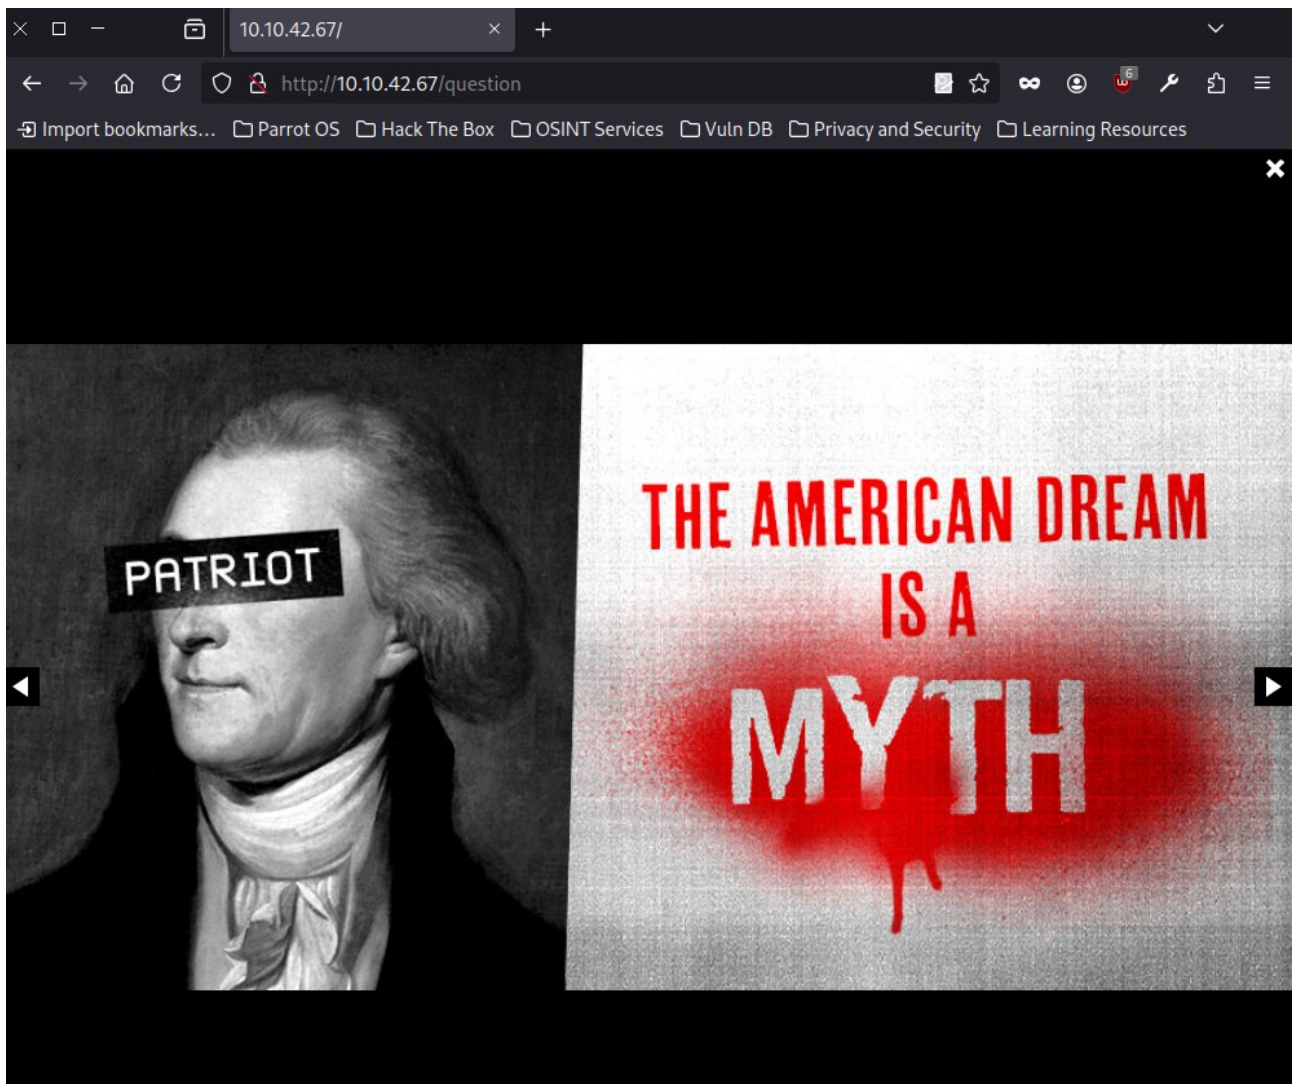 10.10.42.67/
http://10.10.42.67/question
6
Import bookmarks... Parrot OS Hack The Box OSINT Services Vuln DB Privacy and Security Learning Resources
PATRIOT
THE AMERICAN DREAM
IS A
MYTH